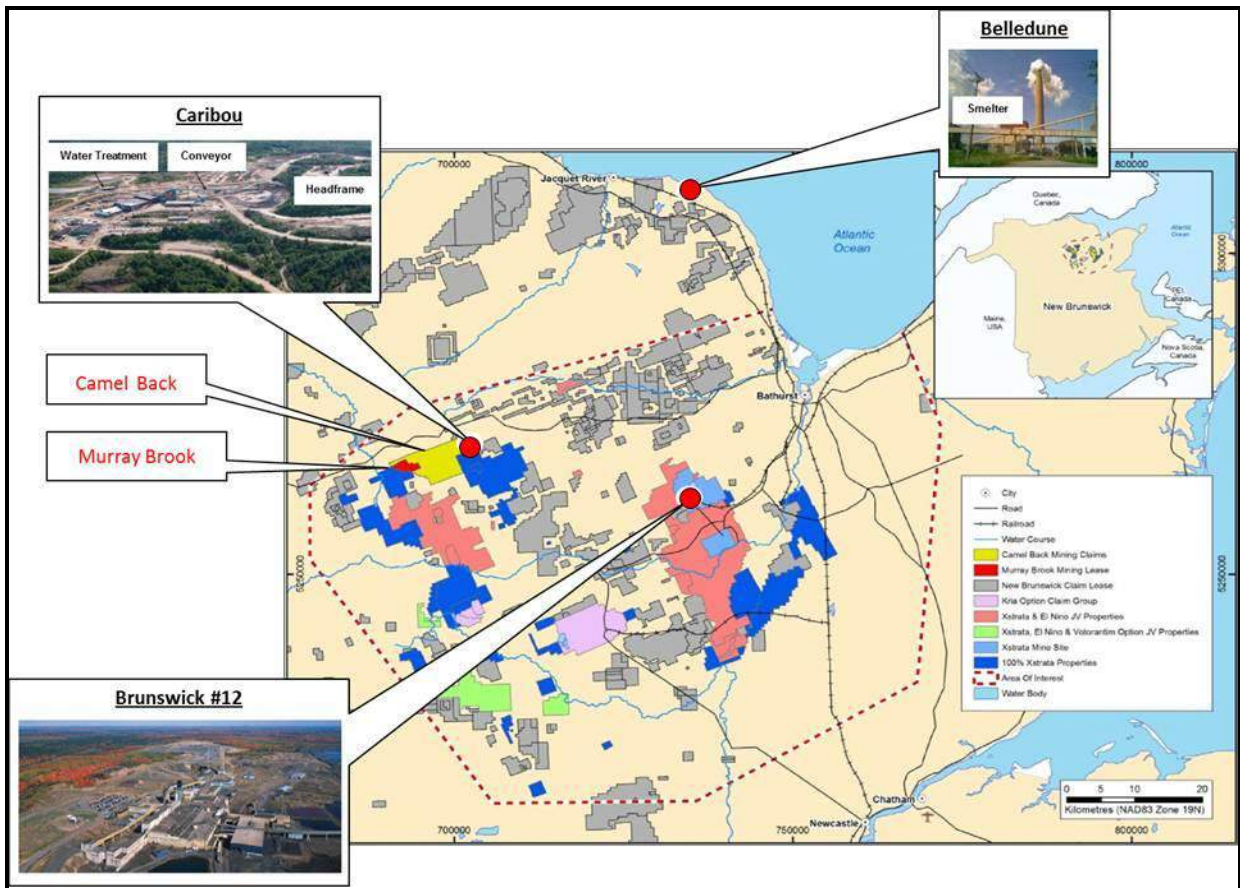 Belledune
Smelter
Caribou
Water Treatment
Conveyor
Headframe
Camel Back
Murray Brook
Brunswick #12
700000
800000
Jacquet River
Atlantic
Ocean
Bathurst
Quebec,
Canada
Atlantic
Ocean
New Brunswick
PEI,
Canada
Maine,
USA
Nova Scotia,
Canada
5300000
5250000
5250000
City
Road
Railroad
Water Course
Camel Back Mining Claims
Murray Brook Mining Lease
New Brunswick Claim Lease
Kria Option Claim Group
Xstrata & El Nino JV Properties
Xstrata, El Nino & Votorantim Option JV Properties
Xstrata Mine Site
100% Xstrata Properties
Area Of Interest
Water Body
Chatham
Newcastle
0 5 10 20
Kilometres (NAD83 Zone 19N)
700000
750000
800000